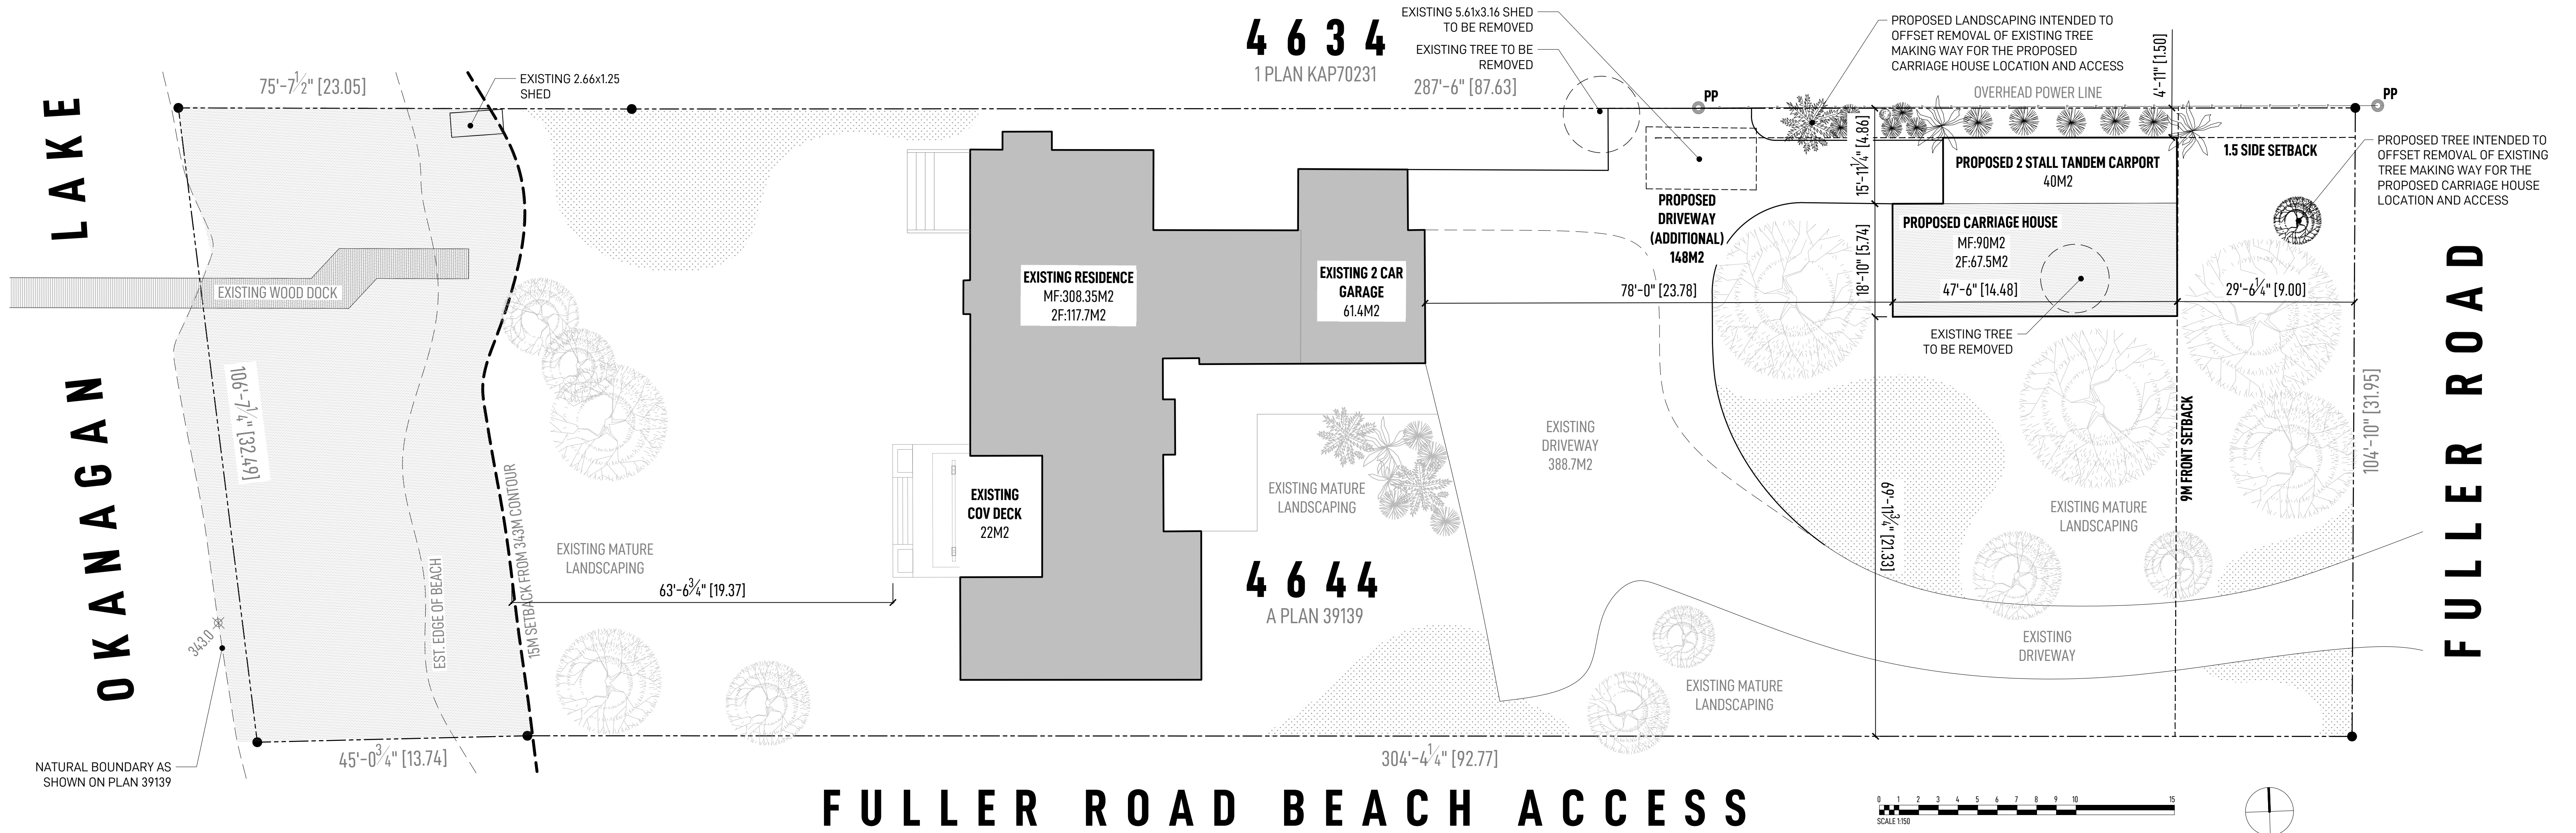 EXISTING 5.61x3.16 SHED
TO BE REMOVED
EXISTING TREE TO BE
REMOVED
4634
1 PLAN KAP70231
287'-6" [87.63]
75'-7 1/2" [23.05]
EXISTING 2.66x1.25
SHED
PROPOSED LANDSCAPING INTENDED TO
OFFSET REMOVAL OF EXISTING TREE
MAKING WAY FOR THE PROPOSED
CARRIAGE HOUSE LOCATION AND ACCESS
OVERHEAD POWER LINE
4'-11" [1.50]
PP
PP
PROPOSED TREE INTENDED TO
OFFSET REMOVAL OF EXISTING
TREE MAKING WAY FOR THE
PROPOSED CARRIAGE HOUSE
LOCATION AND ACCESS
1.5 SIDE SETBACK
PROPOSED 2 STALL TANDEM CARPORT
40M2
15'-11 1/4" [4.86]
PROPOSED
DRIVEWAY
(ADDITIONAL)
148M2
PROPOSED CARRIAGE HOUSE
MF:90M2
2F:67.5M2
47'-6" [14.48]
18'-10" [5.74]
29'-6 1/4" [9.00]
78'-0" [23.78]
EXISTING TREE
TO BE REMOVED
OKANAGAN LAKE
EXISTING WOOD DOCK
EXISTING RESIDENCE
MF:308.35M2
2F:117.7M2
EXISTING 2 CAR
GARAGE
61.4M2
106'-7 1/4" [32.49]
104'-10" [31.95]
FULLER ROAD
9M FRONT SETBACK
EXISTING
DRIVEWAY
388.7M2
EXISTING MATURE
LANDSCAPING
EXISTING MATURE
LANDSCAPING
69'-11 3/4" [21.33]
EXISTING
COV DECK
22M2
15M SETBACK FROM 343M CONTOUR
EST. EDGE OF BEACH
EXISTING MATURE
LANDSCAPING
63'-6 3/4" [19.37]
4644
A PLAN 39139
343.0
EXISTING
DRIVEWAY
EXISTING MATURE
LANDSCAPING
NATURAL BOUNDARY AS
SHOWN ON PLAN 39139
45'-0 3/4" [13.74]
304'-4 1/4" [92.77]
FULLER ROAD BEACH ACCESS
0 1 2 3 4 5 6 7 8 9 10 15
SCALE 1:150